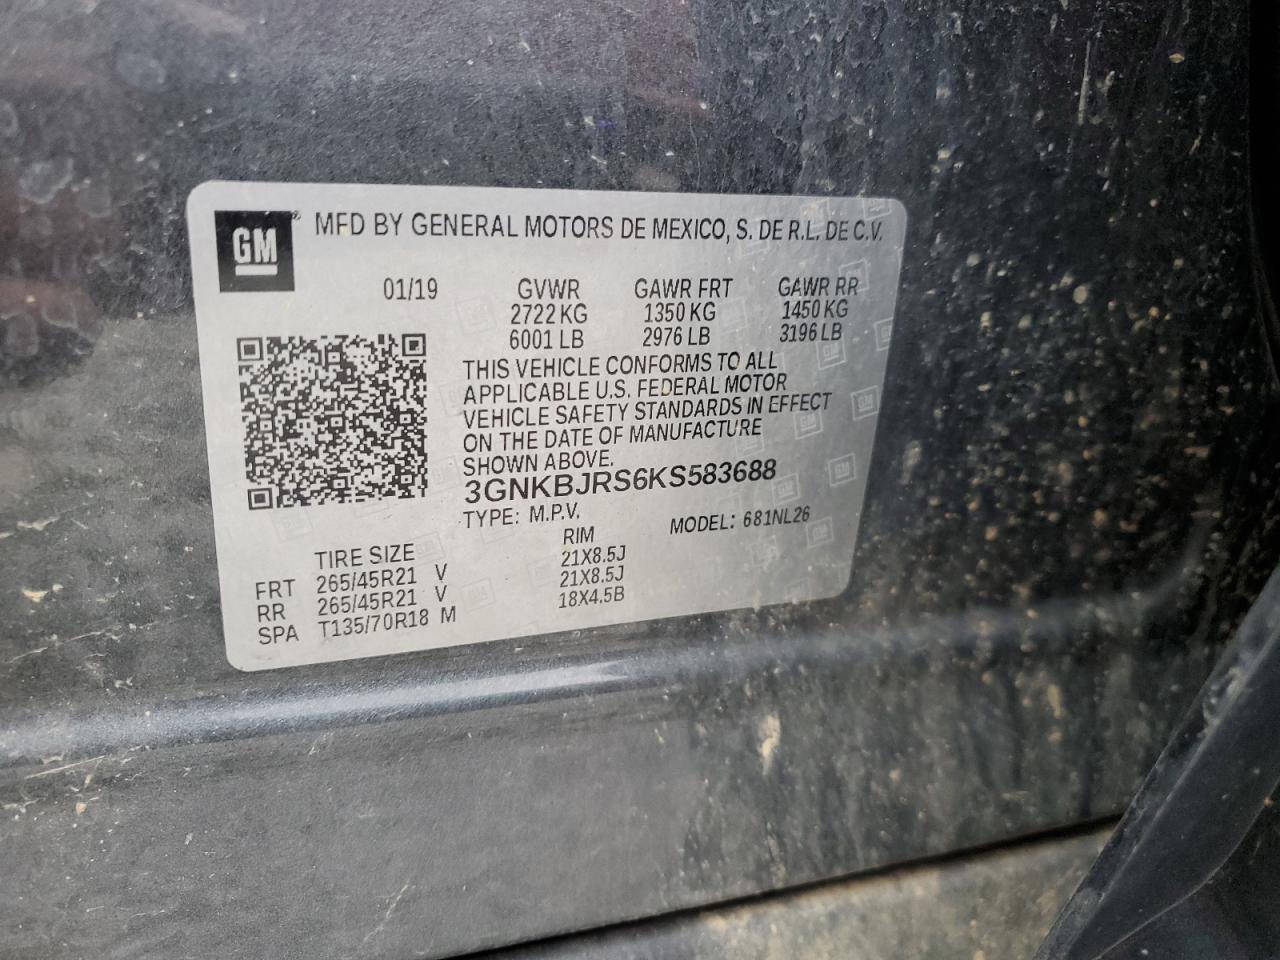 GM® MFD BY GENERAL MOTORS DE MEXICO, S. DE R.L. DE C.V.
01/19 GVWR GAWR FRT GAWR RR
2722 KG 1350 KG 1450 KG
6001 LB 2976 LB 3196 LB
THIS VEHICLE CONFORMS TO ALL
APPLICABLE U.S. FEDERAL MOTOR
VEHICLE SAFETY STANDARDS IN EFFECT
ON THE DATE OF MANUFACTURE
SHOWN ABOVE.
3GNKBJRS6KS583688
TYPE: M.P.V. MODEL: 681NL26
TIRE SIZE RIM
FRT 265/45R21 V 21X8.5J
RR 265/45R21 V 21X8.5J
SPA T135/70R18 M 18X4.5B